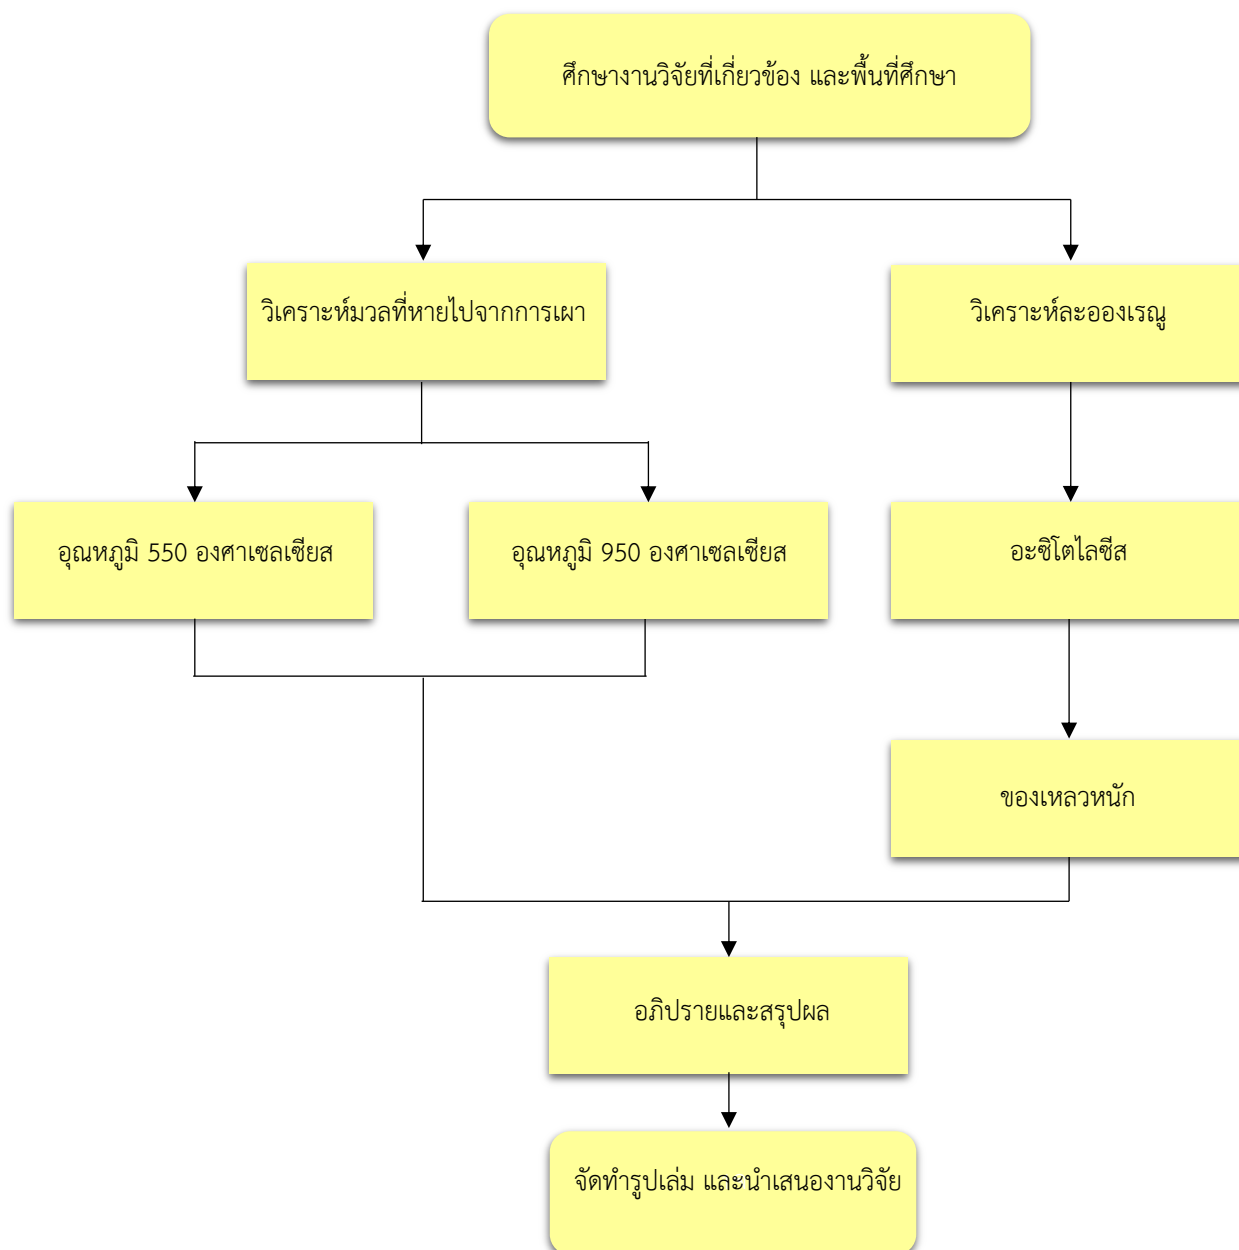 ศึกษางานวิจัยที่เกี่ยวข้อง และพื้นที่ศึกษา
วิเคราะห์มวลที่หายไปจากการเผา
วิเคราะห์ละอองเรณู
อุณหภูมิ 550 องศาเซลเซียส
อุณหภูมิ 950 องศาเซลเซียส
อะซิโตไลซีส
ของเหลวหนัก
อภิปรายและสรุปผล
จัดทำรูปเล่ม และนำเสนองานวิจัย